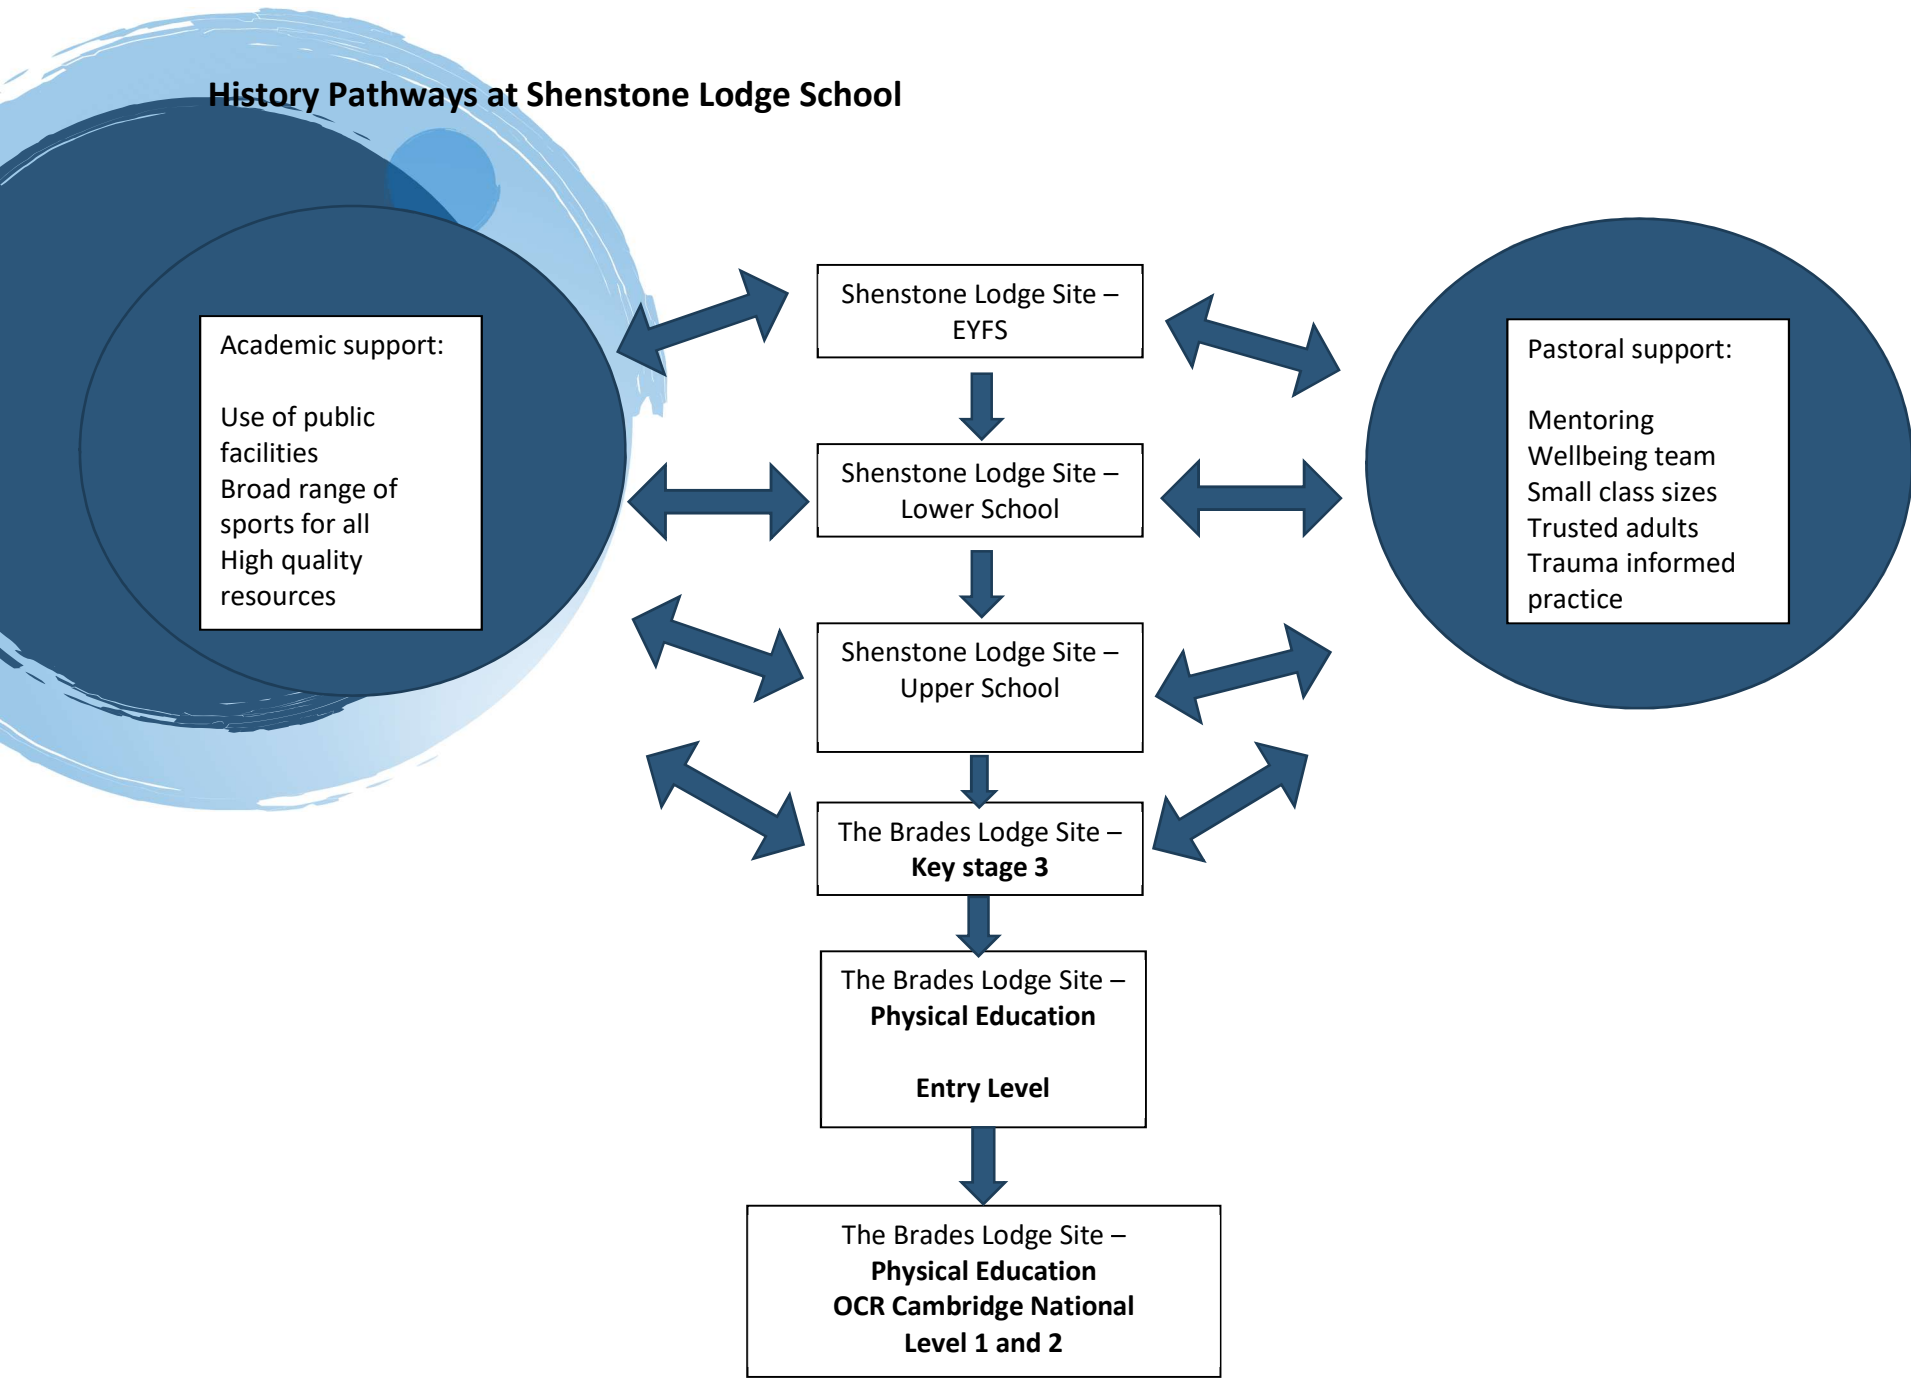 History Pathways at Shenstone Lodge School
Academic support:
Use of public
facilities
Broad range of
sports for all
High quality
resources
Shenstone Lodge Site –
EYFS
Shenstone Lodge Site –
Lower School
Shenstone Lodge Site –
Upper School
The Brades Lodge Site –
Key stage 3
The Brades Lodge Site –
Physical Education
Entry Level
The Brades Lodge Site –
Physical Education
OCR Cambridge National
Level 1 and 2
Pastoral support:
Mentoring
Wellbeing team
Small class sizes
Trusted adults
Trauma informed
practice